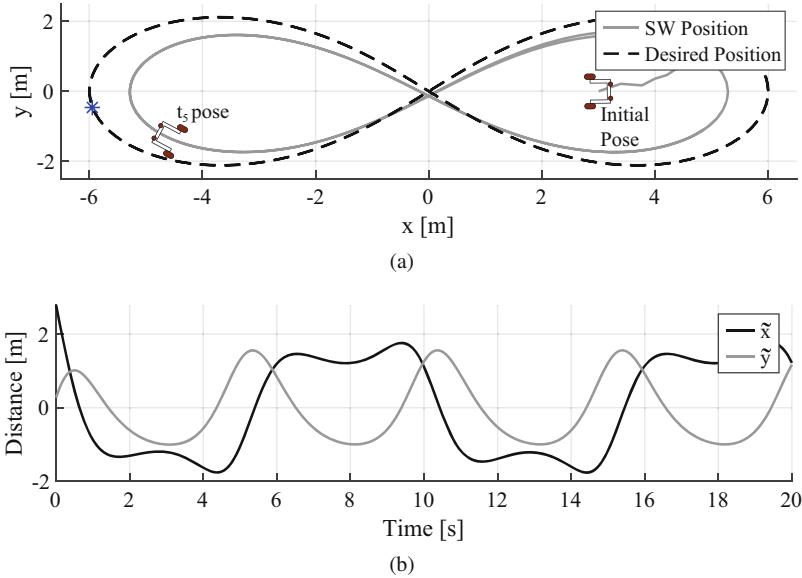 2
0
-2
y [m]
SW Position
Desired Position
t5 pose
Initial
Pose
-6 -4 -2 0 2 4 6
x [m]
(a)
2
0
-2
Distance [m]
x̃
ỹ
0 2 4 6 8 10 12 14 16 18 20
Time [s]
(b)